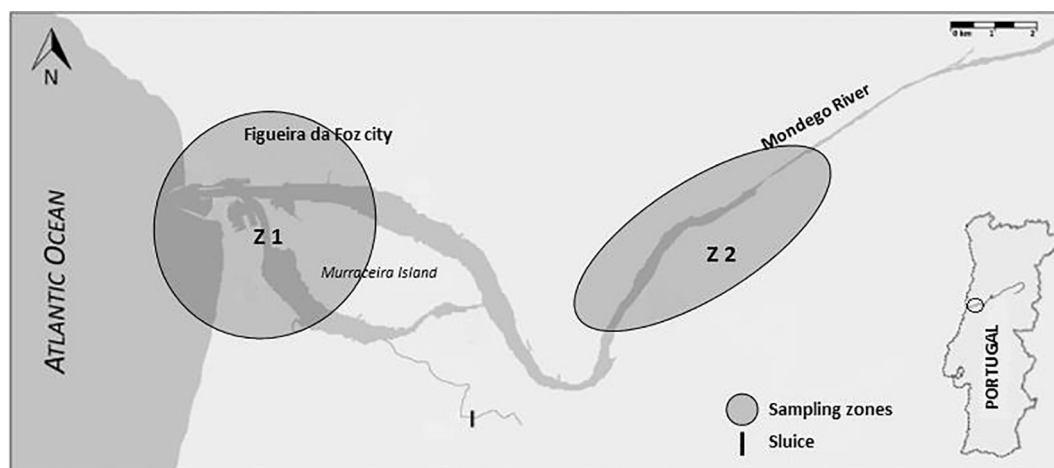 N
0 km 1 2
Figueira da Foz city
Mondego River
Z 1
Z 2
Murraceira Island
ATLANTIC OCEAN
PORTUGAL
Sampling zones
Sluice